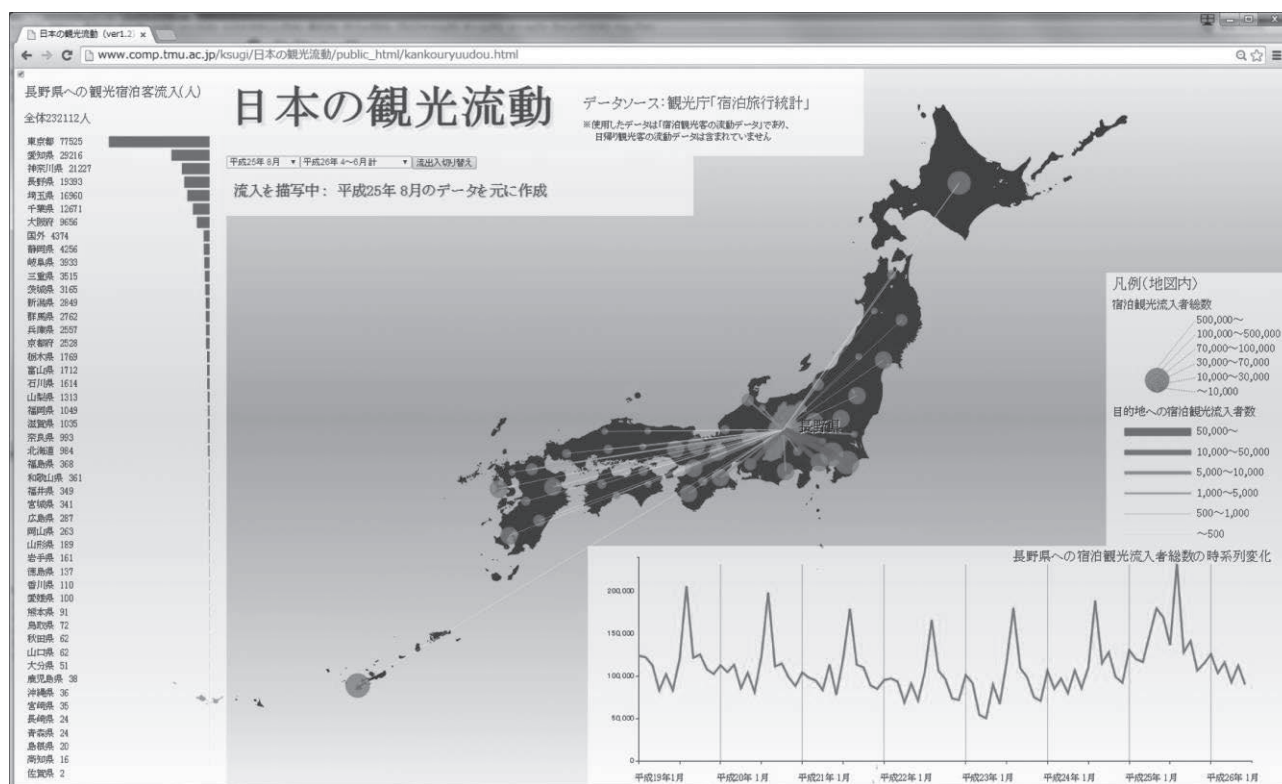 日本の観光流動 (ver1.2)
www.comp.tmu.ac.jp/ksugi/日本の観光流動/public_html/kankouryuudou.html
長野県への観光宿泊客流入(人)
全体232112人
東京都 77525
愛知県 29216
神奈川県 21227
長野県 19393
埼玉県 16960
千葉県 12671
大阪府 9656
国外 4374
静岡県 4256
岐阜県 3933
三重県 3515
茨城県 3165
新潟県 2849
群馬県 2762
兵庫県 2557
京都府 2528
栃木県 1769
富山県 1712
石川県 1614
山梨県 1313
福岡県 1049
滋賀県 1035
奈良県 993
北海道 984
福島県 368
和歌山県 361
福井県 349
宮城県 341
広島県 287
岡山県 263
山形県 189
岩手県 161
徳島県 137
香川県 110
愛媛県 100
熊本県 91
鳥取県 72
秋田県 62
山口県 62
大分県 51
鹿児島県 38
沖縄県 36
宮崎県 35
長崎県 24
青森県 24
島根県 20
高知県 16
佐賀県 2
日本の観光流動
データソース:観光庁「宿泊旅行統計」
※使用したデータは「宿泊観光客の流動データ」であり、
日帰り観光客の流動データは含まれていません
平成25年 8月 平成26年 4~6月計 流出入切り替え
流入を描写中: 平成25年 8月のデータを元に作成
長野県
凡例(地図内)
宿泊観光流入者総数
500,000~
100,000~500,000
70,000~100,000
30,000~70,000
10,000~30,000
~10,000
目的地への宿泊観光流入者数
50,000~
10,000~50,000
5,000~10,000
1,000~5,000
500~1,000
~500
長野県への宿泊観光流入者総数の時系列変化
200,000
150,000
100,000
50,000
0
平成19年1月 平成20年 1月 平成21年 1月 平成22年 1月 平成23年 1月 平成24年 1月 平成25年 1月 平成26年 1月